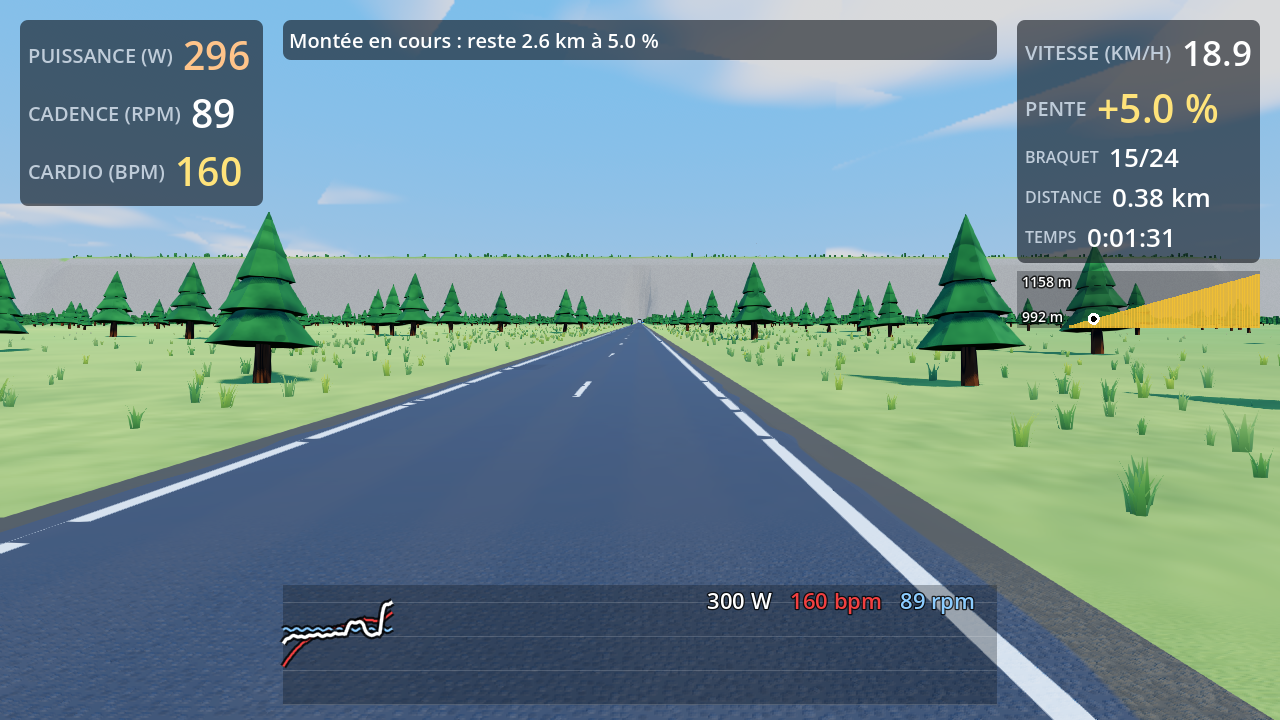 PUISSANCE (W) 296
CADENCE (RPM) 89
CARDIO (BPM) 160
Montée en cours : reste 2.6 km à 5.0 %
VITESSE (KM/H) 18.9
PENTE +5.0 %
BRAQUET 15/24
DISTANCE 0.38 km
TEMPS 0:01:31
1158 m
992 m
300 W 160 bpm 89 rpm